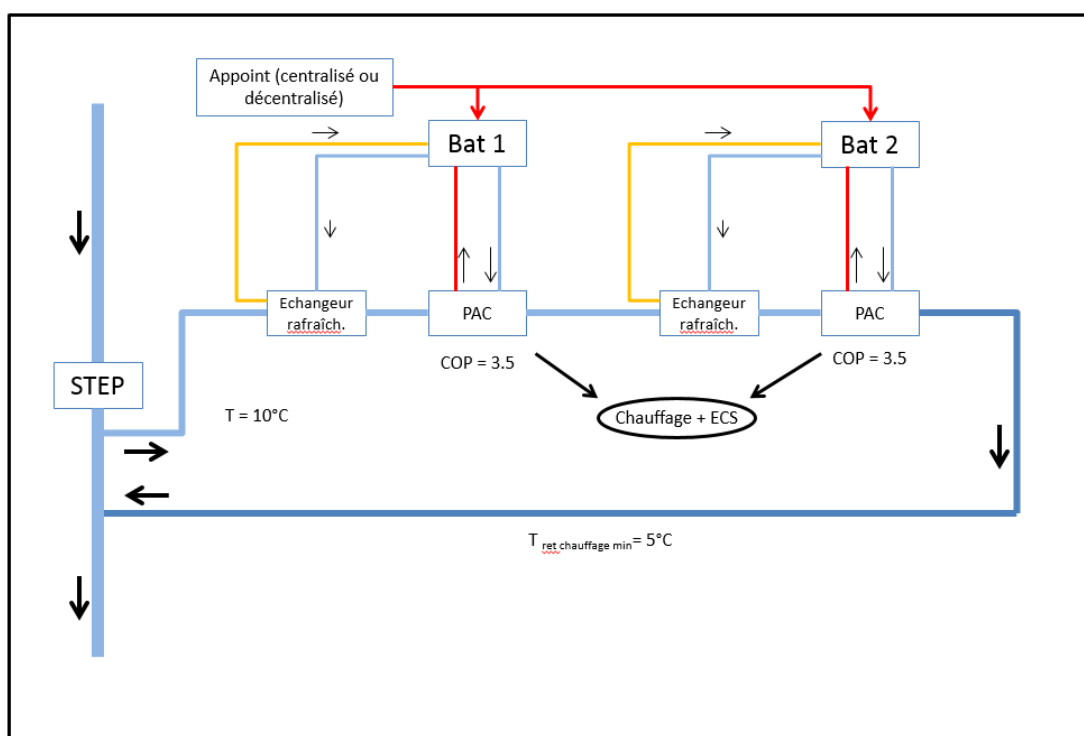 Appoint (centralisé ou
décentralisé)
Bat 1
Bat 2
Echangeur
rafraîch.
PAC
Echangeur
rafraîch.
PAC
COP = 3.5
COP = 3.5
STEP
T = 10°C
Chauffage + ECS
T ret chauffage min= 5°C